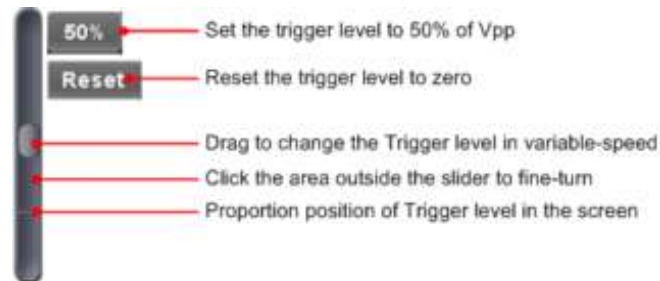 50% Set the trigger level to 50% of Vpp
Reset Reset the trigger level to zero
Drag to change the Trigger level in variable-speed
Click the area outside the slider to fine-turn
Proportion position of Trigger level in the screen